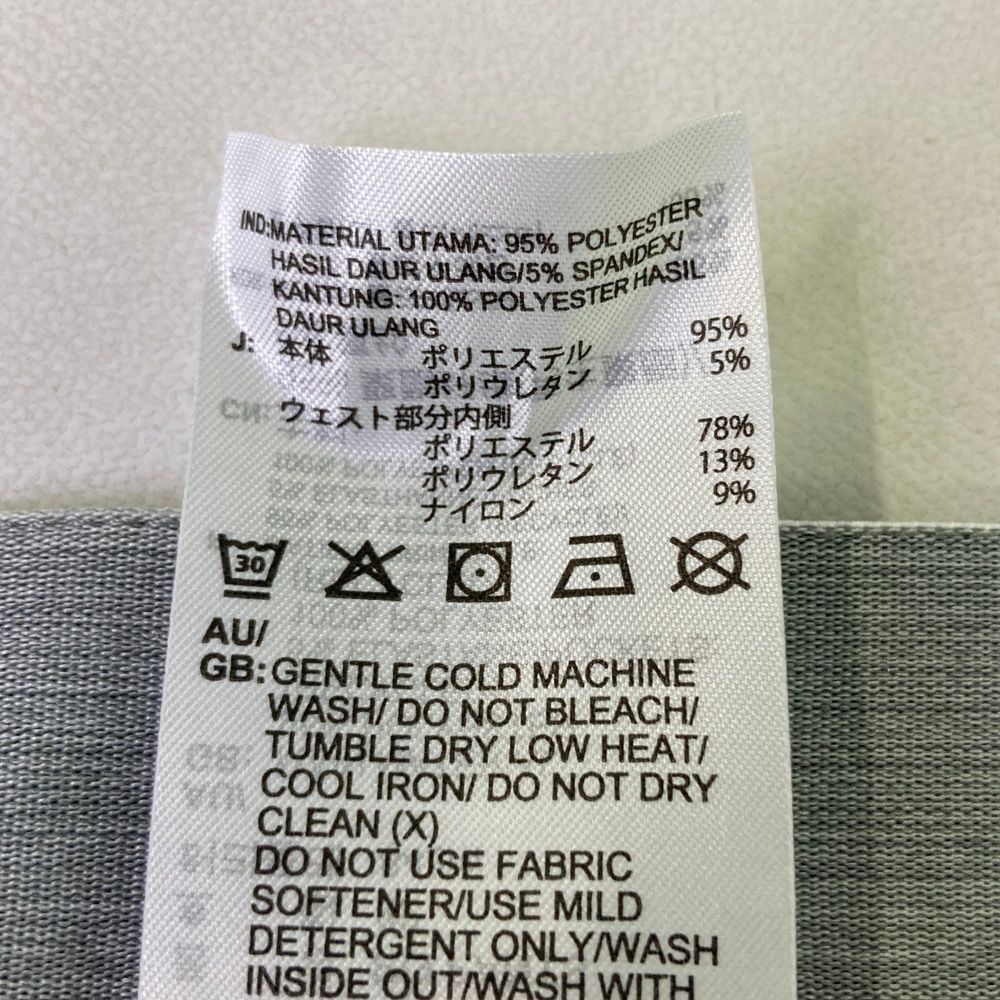 IND:MATERIAL UTAMA: 95% POLYESTER
HASIL DAUR ULANG/5% SPANDEX/
KANTUNG: 100% POLYESTER HASIL
DAUR ULANG
J: 本体 ポリエステル 95%
ポリウレタン 5%
ウェスト部分内側
ポリエステル 78%
ポリウレタン 13%
ナイロン 9%
30
AU/
GB: GENTLE COLD MACHINE
WASH/ DO NOT BLEACH/
TUMBLE DRY LOW HEAT/
COOL IRON/ DO NOT DRY
CLEAN (X)
DO NOT USE FABRIC
SOFTENER/USE MILD
DETERGENT ONLY/WASH
INSIDE OUT/WASH WITH